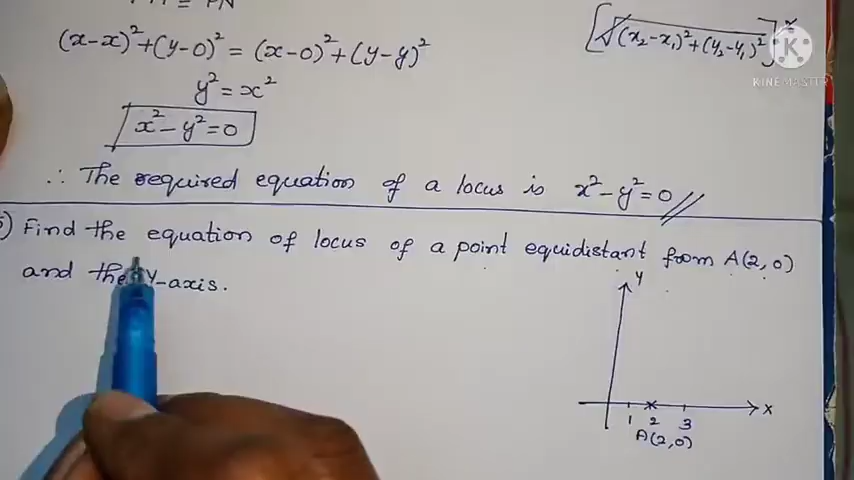 = PN
(x-x)²+(y-0)² = (x-0)²+(y-y)²
[√(x₂-x₁)²+(y₂-y₁)²]²
K
KINEMASTER
y² = x²
x² - y² = 0
∴ The required equation of a locus is x² - y² = 0
) Find the equation of locus of a point equidistant from A(2,0)
and the y-axis.
y
x
1 2 3
A(2,0)